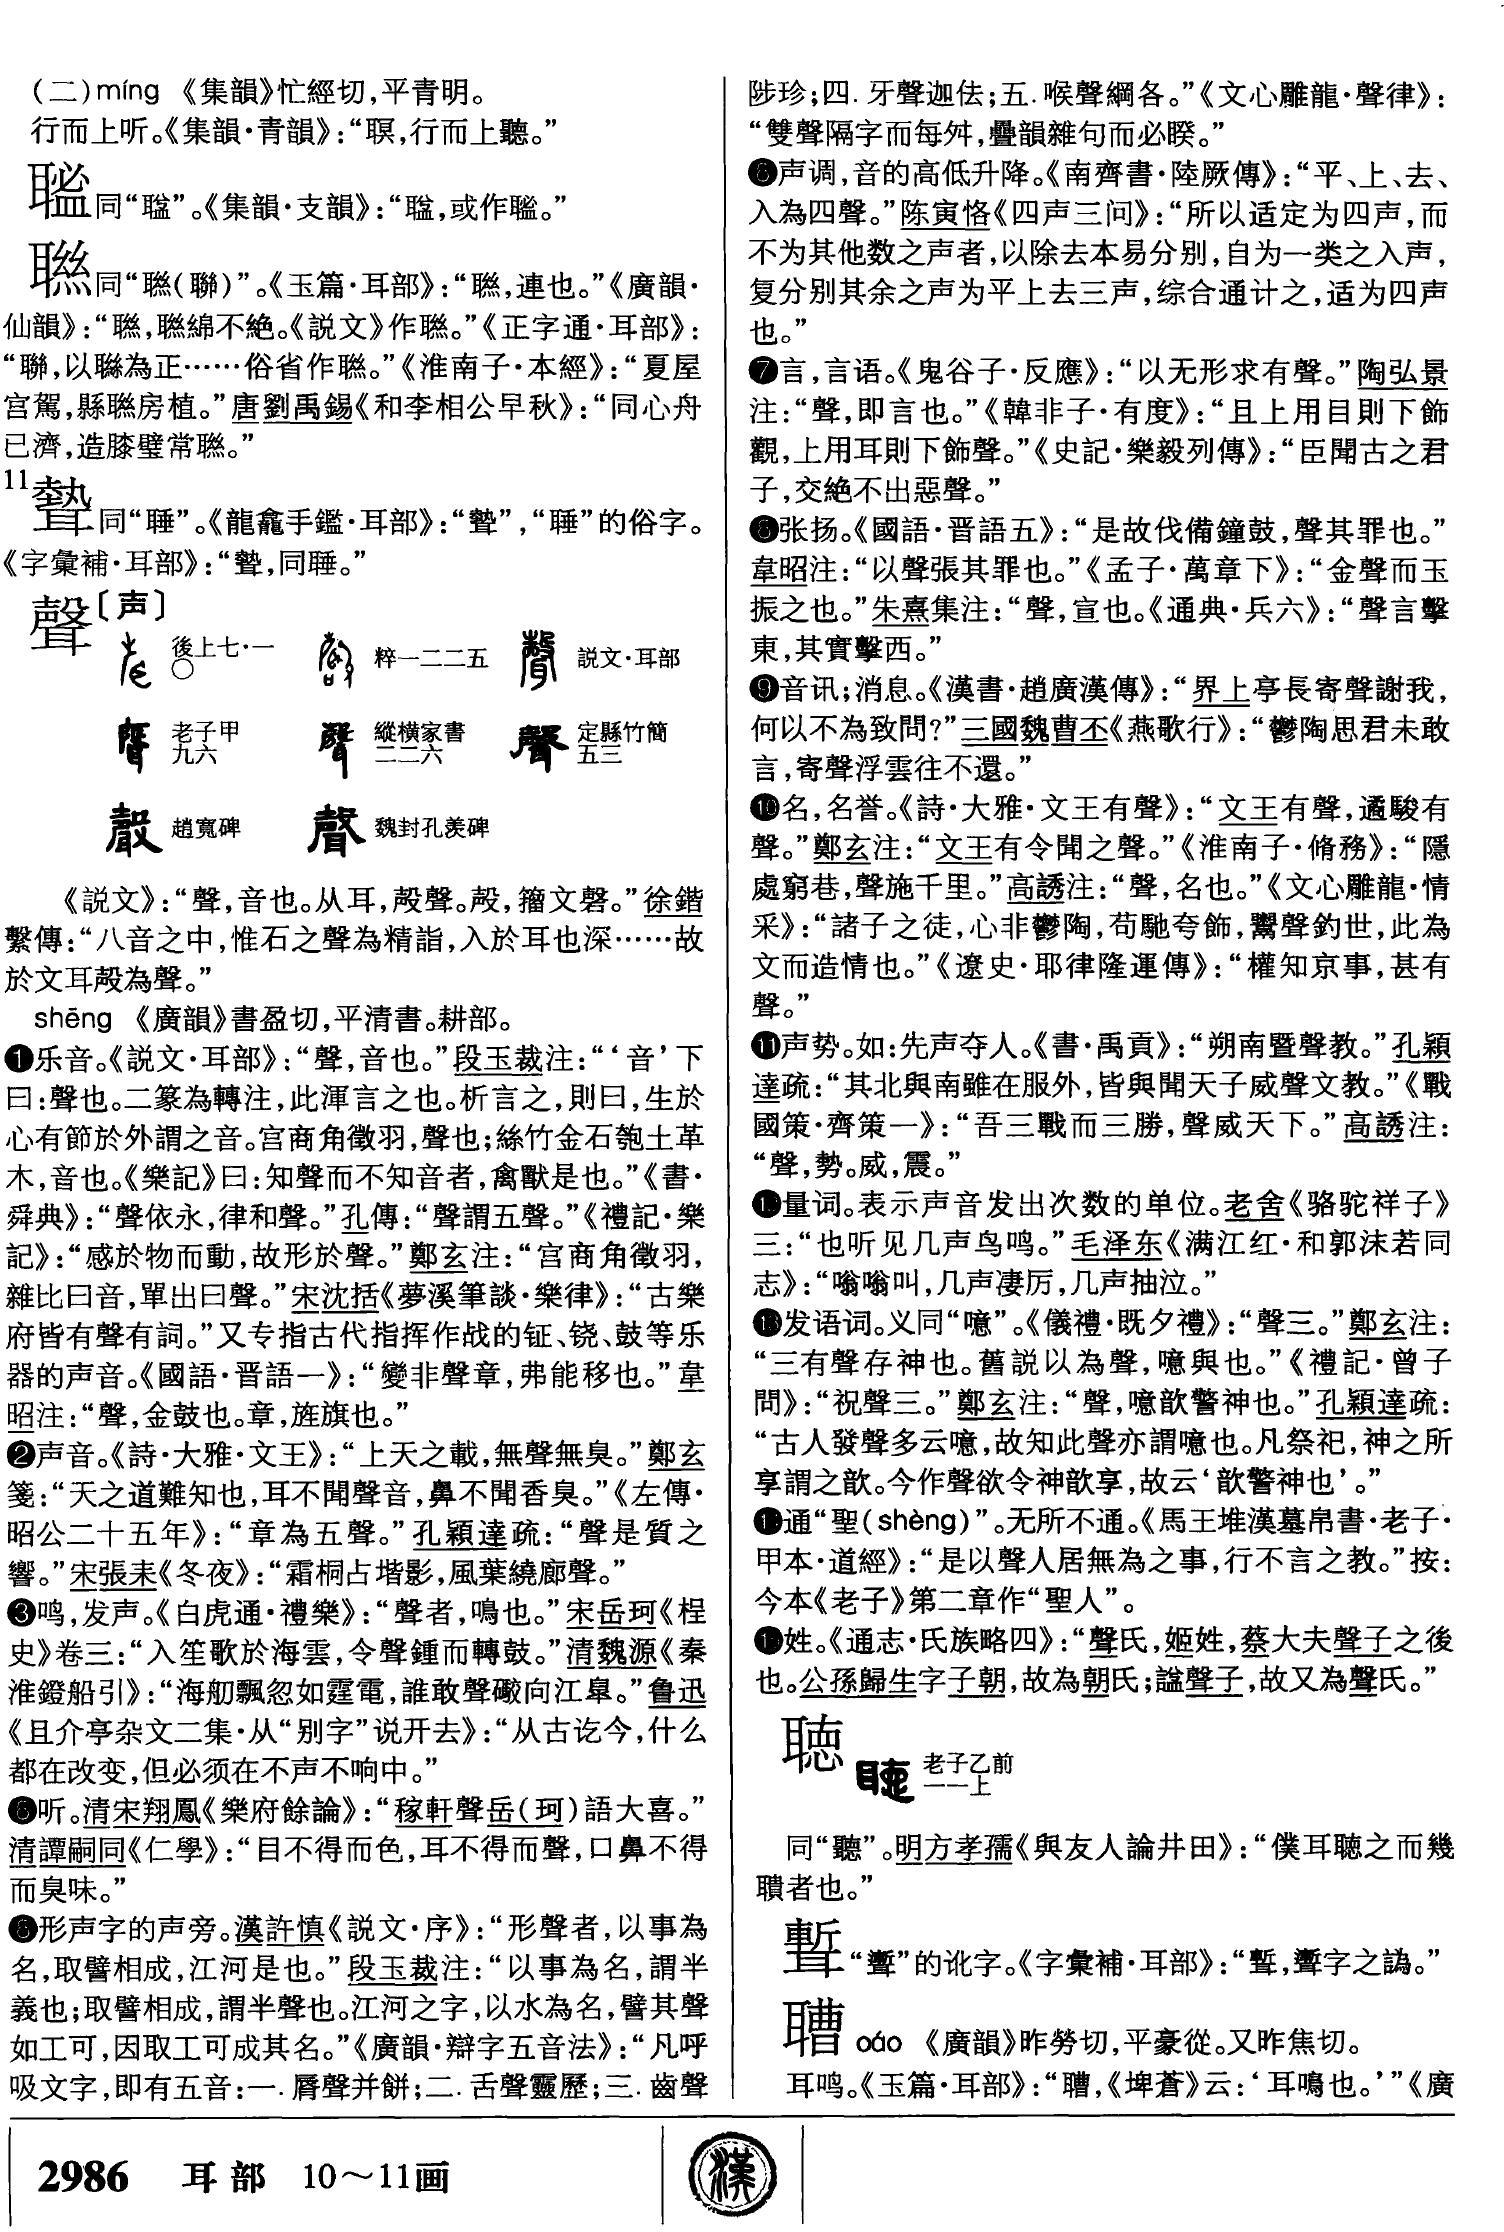 (二)míng 《集韻》忙經切,平青明。
行而上听。《集韻·青韻》:“瞑,行而上聽。”
同“䁤”。《集韻·支韻》:“或作
聮 同“聯(聯)”。《玉篇·耳部》:“聮,連也。”《廣韻·
仙韻》:“聮,聮綿不絶。《説文》作聯。”《正字通·耳部》:
“聯,以聯為正……俗省作聮。”《淮南子·本經》:“夏屋
宫駕,縣聮房植。”唐劉禹錫《和李相公早秋》:“同心舟
已濟,造膝璧常聮。”
11
同“睡”。《龍龕手鑑·耳部》:“睡”的俗字。
《字彙補·耳部》:“同睡。”
聲〔声〕
後上七·一〇 粹一二二五 説文·耳部
老子甲九六 縱横家書二二六 定縣竹簡五三
趙寬碑 魏封孔羨碑
《説文》:“聲,音也。从耳,殸聲。殸,籀文磬。”徐鍇
繫傳:“八音之中,惟石之聲為精詣,入於耳也深……故
於文耳殸為聲。”
shēng 《廣韻》書盈切,平清書。耕部。
❶乐音。《説文·耳部》:“聲,音也。”段玉裁注:“‘音’下
曰:聲也。二篆為轉注,此渾言之也。析言之,則曰,生於
心有節於外謂之音。宫商角徵羽,聲也;絲竹金石匏土革
木,音也。《樂記》曰:知聲而不知音者,禽獸是也。”《書·
舜典》:“聲依永,律和聲。”孔傳:“聲謂五聲。”《禮記·樂
記》:“感於物而動,故形於聲。”鄭玄注:“宫商角徵羽,
雜比曰音,單出曰聲。”宋沈括《夢溪筆談·樂律》:“古樂
府皆有聲有詞。”又专指古代指挥作战的钲、铙、鼓等乐
器的声音。《國語·晋語一》:“變非聲章,弗能移也。”韋
昭注:“聲,金鼓也。章,旌旗也。”
❷声音。《詩·大雅·文王》:“上天之載,無聲無臭。”鄭玄
箋:“天之道難知也,耳不聞聲音,鼻不聞香臭。”《左傳·
昭公二十五年》:“章為五聲。”孔穎達疏:“聲是質之
響。”宋張耒《冬夜》:“霜桐占堦影,風葉繞廊聲。”
❸鸣,发声。《白虎通·禮樂》:“聲者,鳴也。”宋岳珂《桯
史》卷三:“入笙歌於海雲,令聲鍾而轉鼓。”清魏源《秦
淮鐙船引》:“海舠飄忽如霆電,誰敢聲礮向江臯。”鲁迅
《且介亭杂文二集·从“别字”说开去》:“从古讫今,什么
都在改变,但必须在不声不响中。”
听。清宋翔鳳《樂府餘論》:“稼軒聲岳(珂)語大喜。”
清譚嗣同《仁學》:“目不得而色,耳不得而聲,口鼻不得
而臭味。”
形声字的声旁。漢許慎《説文·序》:“形聲者,以事為
名,取譬相成,江河是也。”段玉裁注:“以事為名,謂半
義也;取譬相成,謂半聲也。江河之字,以水為名,譬其聲
如工可,因取工可成其名。”《廣韻·辯字五音法》:“凡呼
吸文字,即有五音:一.脣聲并餅;二.舌聲靈歷;三.齒聲
陟珍;四.牙聲迦佉;五.喉聲綱各。”《文心雕龍·聲律》:
“雙聲隔字而每舛,疊韻雜句而必睽。”
❻声调,音的高低升降。《南齊書·陸厥傳》:“平、上、去、
入為四聲。”陈寅恪《四声三问》:“所以适定为四声,而
不为其他数之声者,以除去本易分别,自为一类之入声,
复分别其余之声为平上去三声,综合通计之,适为四声
也。”
❼言,言语。《鬼谷子·反應》:“以无形求有聲。”陶弘景
注:“聲,即言也。”《韓非子·有度》:“且上用目則下飾
觀,上用耳則下飾聲。”《史記·樂毅列傳》:“臣聞古之君
子,交絶不出惡聲。”
❽张扬。《國語·晋語五》:“是故伐備鐘鼓,聲其罪也。”
韋昭注:“以聲張其罪也。”《孟子·萬章下》:“金聲而玉
振之也。”朱熹集注:“聲,宣也。《通典·兵六》:“聲言擊
東,其實擊西。”
❾音讯;消息。《漢書·趙廣漢傳》:“界上亭長寄聲謝我,
何以不為致問?”三國魏曹丕《燕歌行》:“鬱陶思君未敢
言,寄聲浮雲往不還。”
❿名,名誉。《詩·大雅·文王有聲》:“文王有聲,遹駿有
聲。”鄭玄注:“文王有令聞之聲。”《淮南子·脩務》:“隱
處窮巷,聲施千里。”高誘注:“聲,名也。”《文心雕龍·情
采》:“諸子之徒,心非鬱陶,苟馳夸飾,鬻聲釣世,此為
文而造情也。”《遼史·耶律隆運傳》:“權知京事,甚有
聲。”
⓫声势。如:先声夺人。《書·禹貢》:“朔南暨聲教。”孔穎
達疏:“其北與南雖在服外,皆與聞天子威聲文教。”《戰
國策·齊策一》:“吾三戰而三勝,聲威天下。”高誘注:
“聲,勢。威,震。”
量词。表示声音发出次数的单位。老舍《骆驼祥子》
三:“也听见几声鸟鸣。”毛泽东《满江红·和郭沫若同
志》:“嗡嗡叫,几声凄厉,几声抽泣。”
⓭发语词。义同“噫”。《儀禮·既夕禮》:“聲三。”鄭玄注:
“三有聲存神也。舊説以為聲,噫與也。”《禮記·曾子
問》:“祝聲三。”鄭玄注:“聲,噫歆警神也。”孔穎達疏:
“古人發聲多云噫,故知此聲亦謂噫也。凡祭祀,神之所
享謂之歆。今作聲欲令神歆享,故云‘歆警神也’。”
通“聖(shèng)”。无所不通。《馬王堆漢墓帛書·老子·
甲本·道經》:“是以聲人居無為之事,行不言之教。”按:
今本《老子》第二章作“聖人”。
姓。《通志·氏族略四》:“聲氏,姬姓,蔡大夫聲子之後
也。公孫歸生字子朝,故為朝氏;謚聲子,故又為聲氏。”
聴 老子乙前一一上
同“聽”。明方孝孺《與友人論井田》:“僕耳聴之而幾
聵者也。”
的讹字。《字彙補·耳部》:“字之譌。”
聸 oáo 《廣韻》昨勞切,平豪從。又昨焦切。
耳鸣。《玉篇·耳部》:“《埤蒼》云:‘耳鳴也。’”《廣
2986 耳部 10～11画
漢